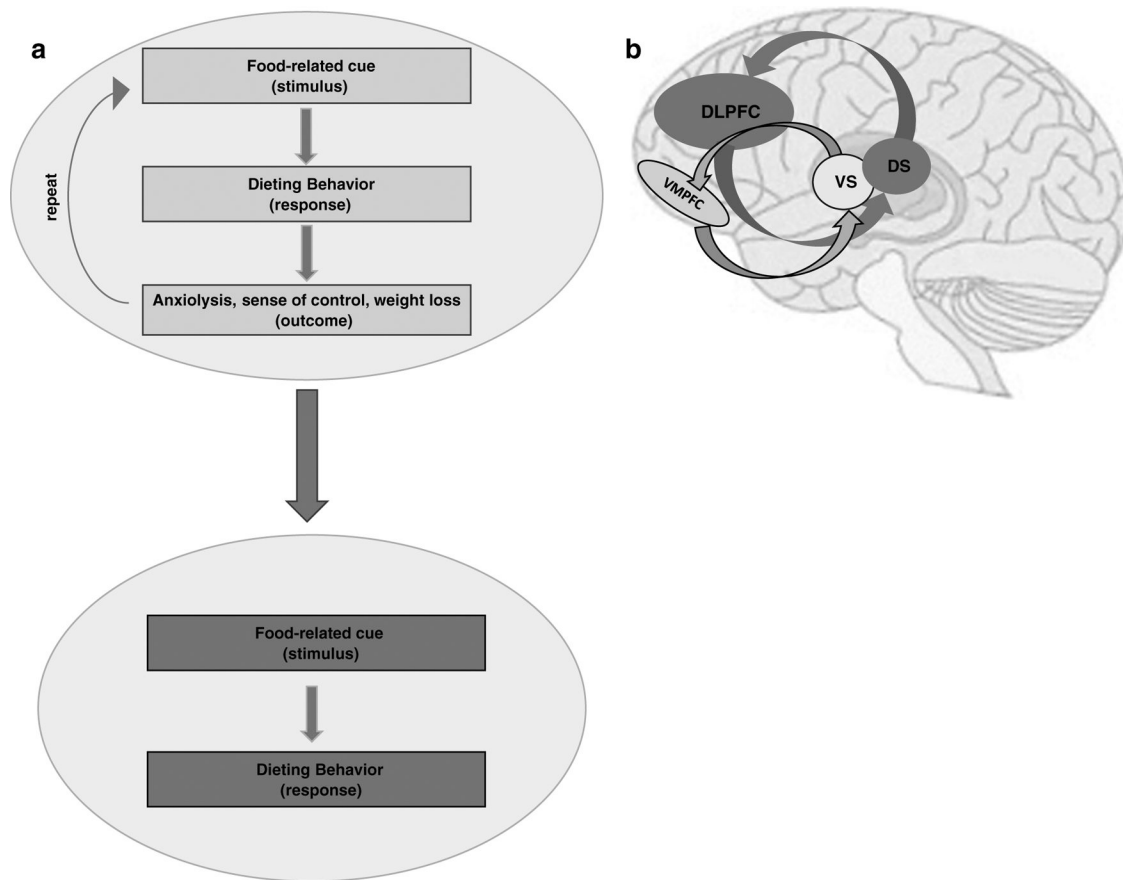 a
Food-related cue
(stimulus)
Dieting Behavior
(response)
repeat
Anxiolysis, sense of control, weight loss
(outcome)
Food-related cue
(stimulus)
Dieting Behavior
(response)
b
DLPFC
VMPFC
VS
DS